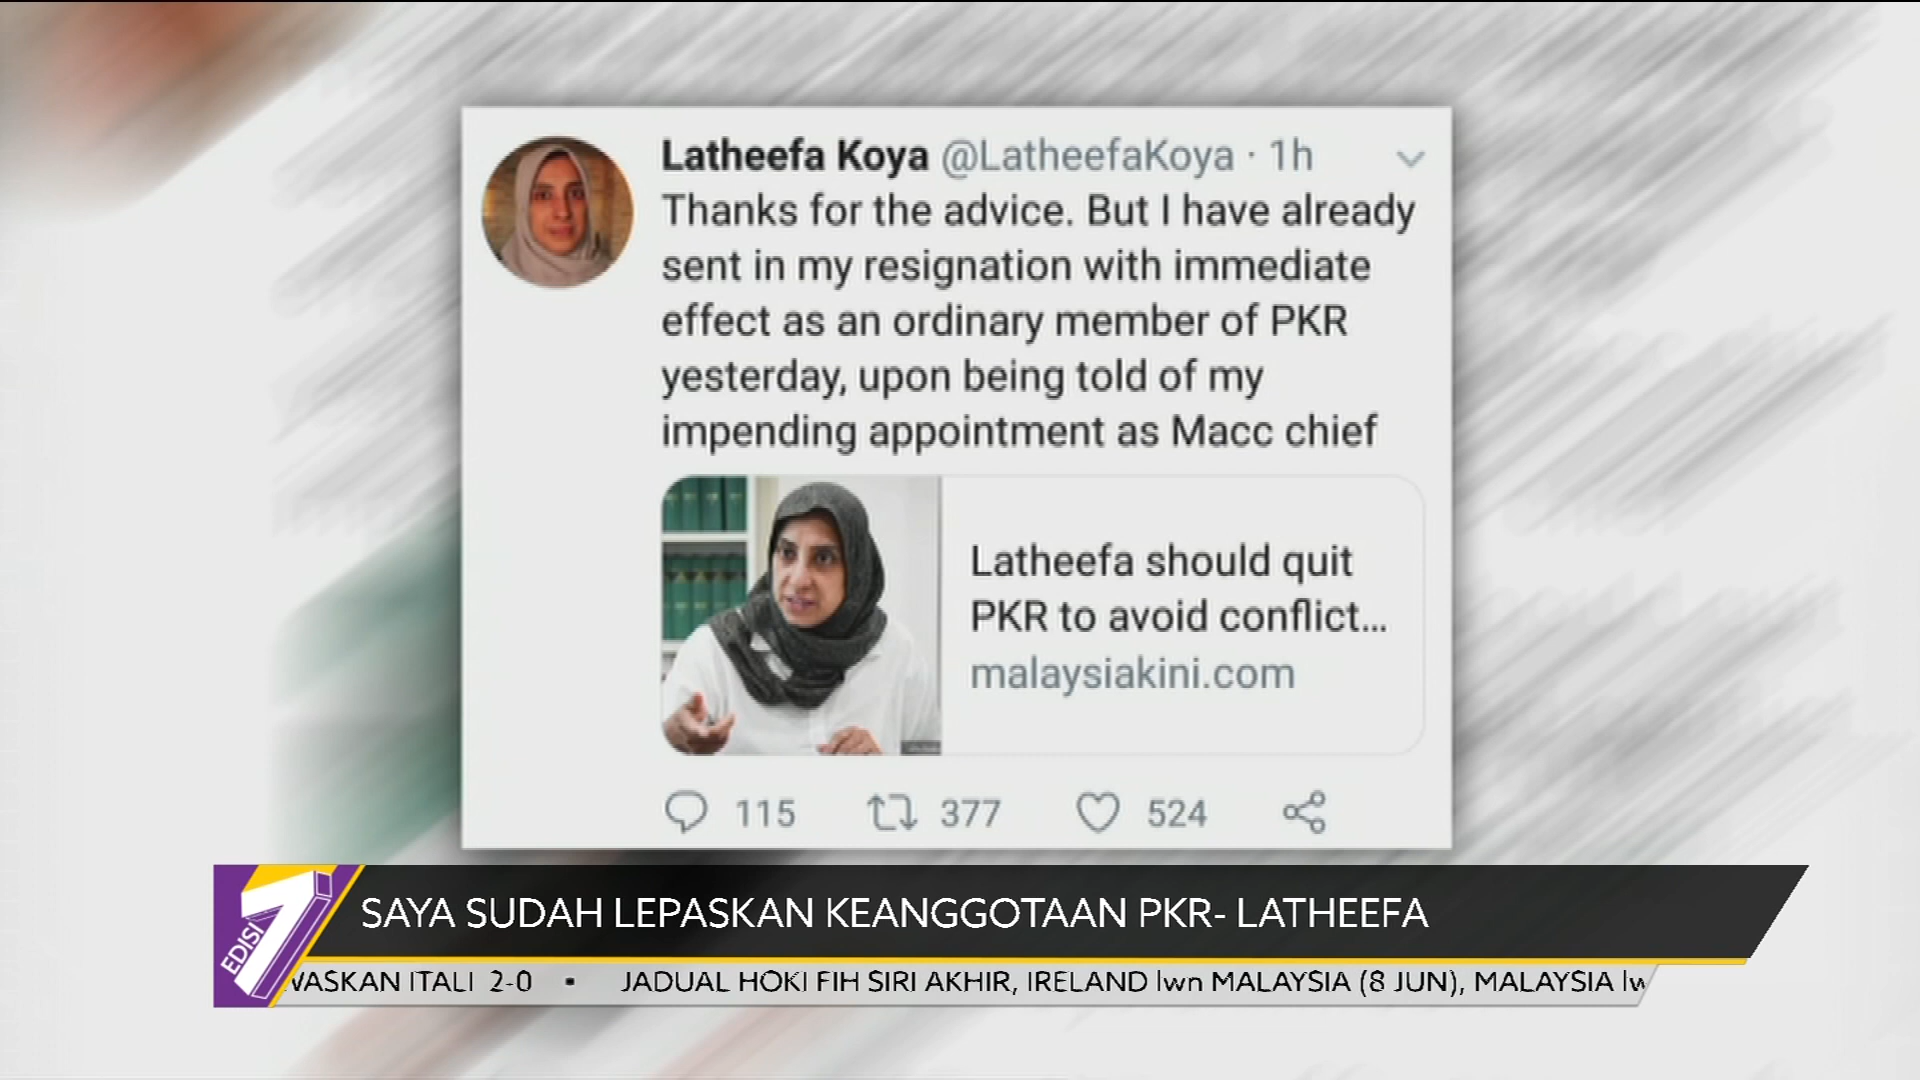 Latheefa Koya @LatheefaKoya · 1h
Thanks for the advice. But I have already
sent in my resignation with immediate
effect as an ordinary member of PKR
yesterday, upon being told of my
impending appointment as Macc chief
Latheefa should quit
PKR to avoid conflict...
malaysiakini.com
115 377 524
EDISI 7
SAYA SUDAH LEPASKAN KEANGGOTAAN PKR- LATHEEFA
WASKAN ITALI 2-0 • JADUAL HOKI FIH SIRI AKHIR, IRELAND lwn MALAYSIA (8 JUN), MALAYSIA lw